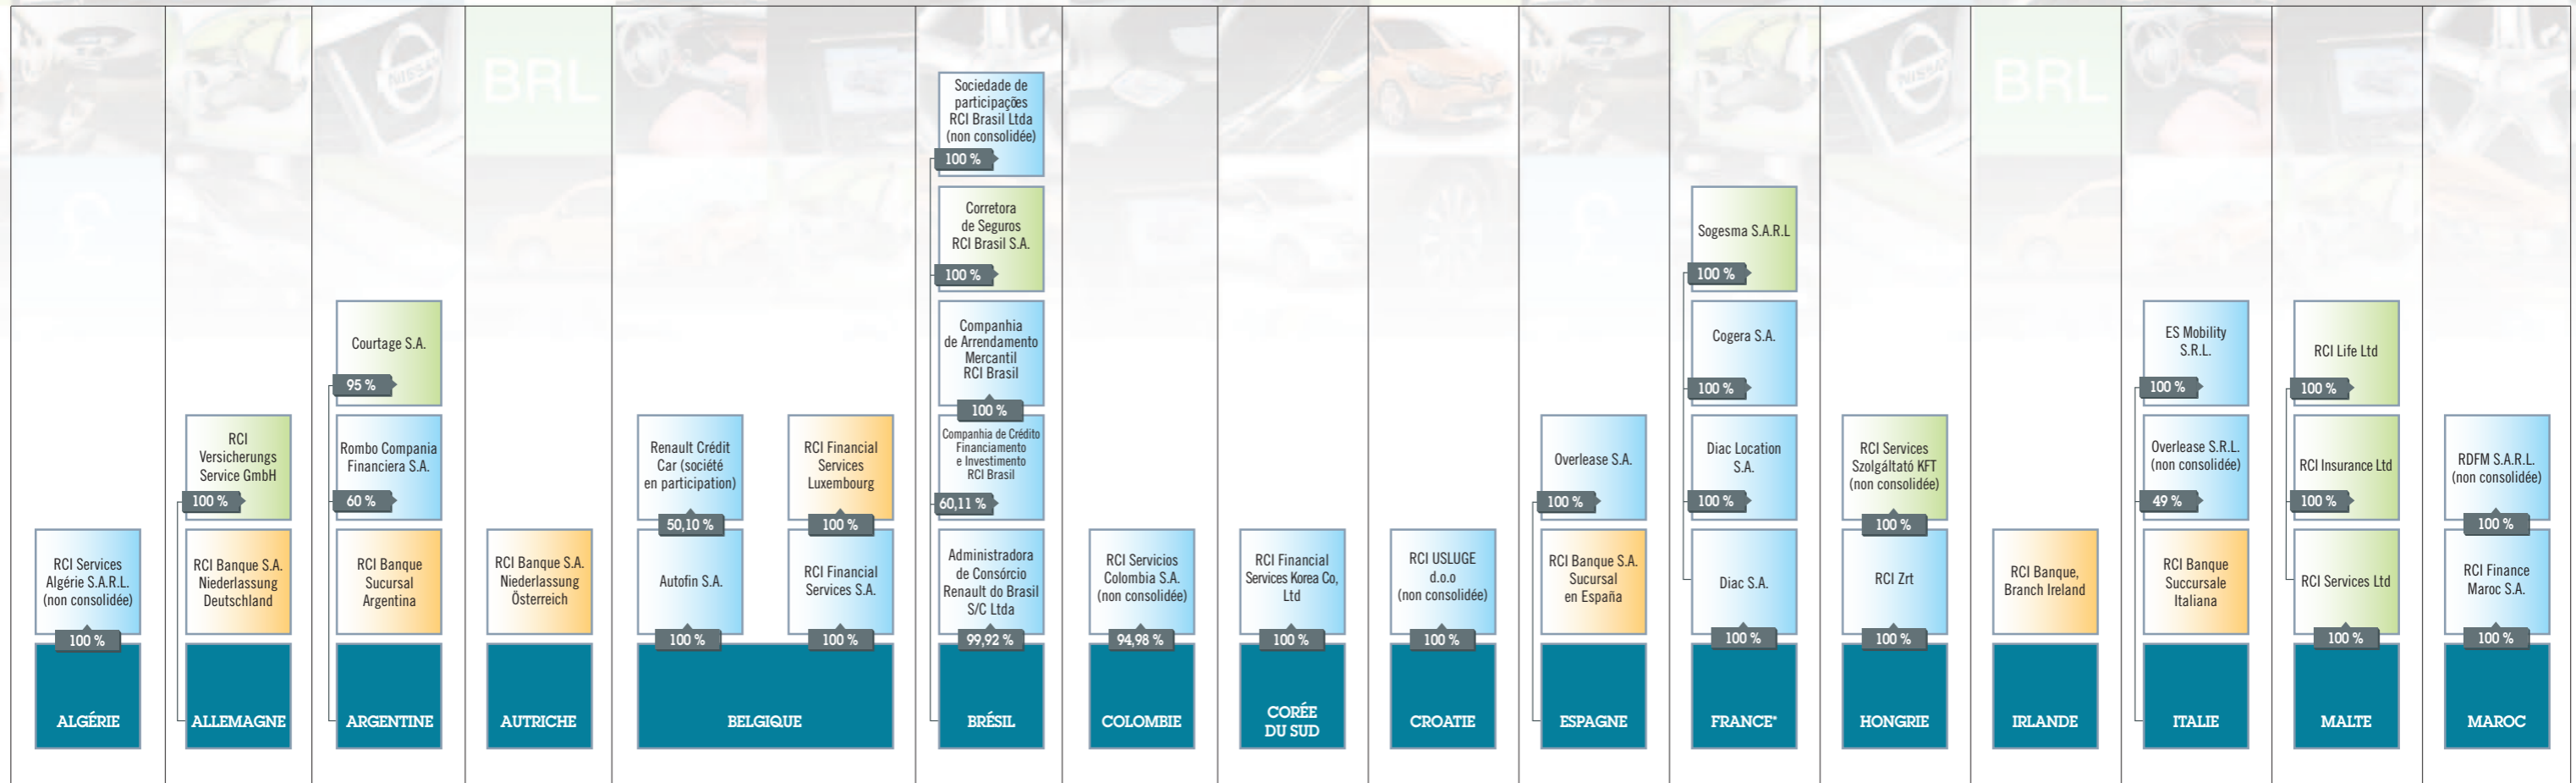 RCI Services
Algérie S.A.R.L.
(non consolidée)
100 %
ALGÉRIE
RCI
Versicherungs
Service GmbH
100 %
RCI Banque S.A.
Niederlassung
Deutschland
ALLEMAGNE
NISSAN
Courtage S.A.
95 %
Rombo Compania
Financiera S.A.
60 %
RCI Banque
Sucursal
Argentina
ARGENTINE
BRL
RCI Banque S.A.
Niederlassung
Österreich
AUTRICHE
Renault Crédit
Car (société
en participation)
50,10 %
Autofin S.A.
100 %
RCI Financial
Services
Luxembourg
100 %
RCI Financial
Services S.A.
100 %
BELGIQUE
Sociedade de
participações
RCI Brasil Ltda
(non consolidée)
100 %
Corretora
de Seguros
RCI Brasil S.A.
100 %
Companhia
de Arrendamento
Mercantil
RCI Brasil
100 %
Companhia de Crédito
Financiamento
e Investimento
RCI Brasil
60,11 %
Administradora
de Consórcio
Renault do Brasil
S/C Ltda
99,92 %
BRÉSIL
RCI Servicios
Colombia S.A.
(non consolidée)
94,98 %
COLOMBIE
RCI Financial
Services Korea Co,
Ltd
100 %
CORÉE
DU SUD
RCI USLUGE
d.o.o
(non consolidée)
100 %
CROATIE
£
Overlease S.A.
100 %
RCI Banque S.A.
Sucursal
en España
ESPAGNE
Sogesma S.A.R.L
100 %
Cogera S.A.
100 %
Diac Location
S.A.
100 %
Diac S.A.
100 %
FRANCE*
NISSAN
RCI Services
Szolgáltató KFT
(non consolidée)
100 %
RCI Zrt
100 %
HONGRIE
BRL
RCI Banque,
Branch Ireland
IRLANDE
ES Mobility
S.R.L.
100 %
Overlease S.R.L.
(non consolidée)
49 %
RCI Banque
Succursale
Italiana
ITALIE
RCI Life Ltd
100 %
RCI Insurance Ltd
100 %
RCI Services Ltd
100 %
MALTE
RDFM S.A.R.L.
(non consolidée)
100 %
RCI Finance
Maroc S.A.
100 %
MAROC
£